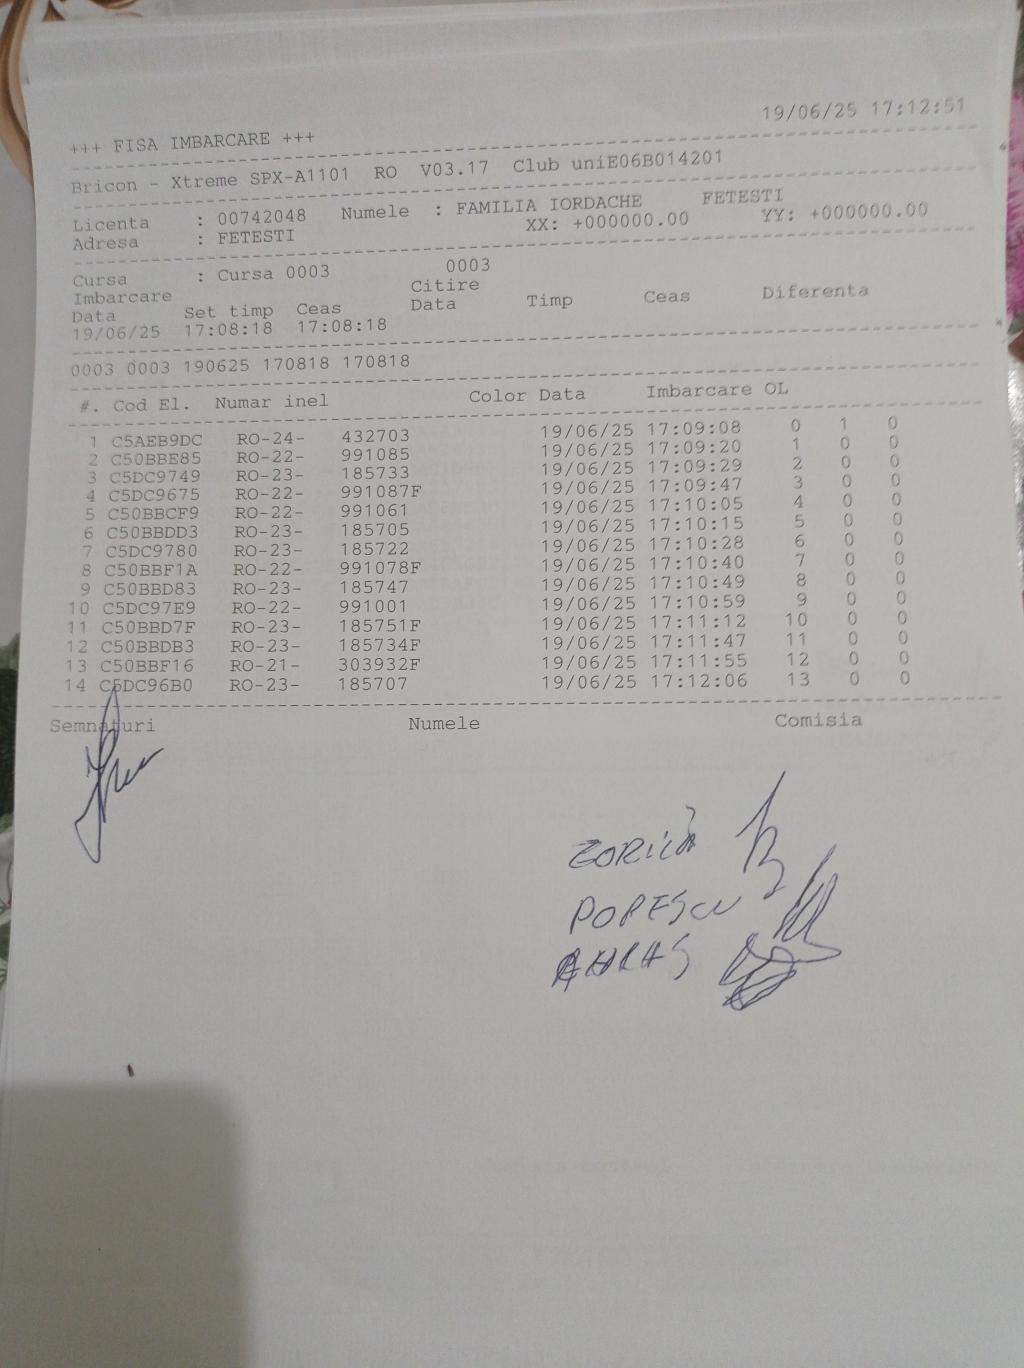 19/06/25 17:12:51
+++ FISA IMBARCARE +++
Bricon - Xtreme SPX-A1101 RO V03.17 Club uniE06B014201
Licenta : 00742048 Numele : FAMILIA IORDACHE FETESTI
Adresa : FETESTI XX: +000000.00 YY: +000000.00
Cursa : Cursa 0003 0003
Imbarcare Citire
Data Set timp Ceas Data Timp Ceas Diferenta
19/06/25 17:08:18 17:08:18
0003 0003 190625 170818 170818
#. Cod El. Numar inel Color Data Imbarcare OL
1 C5AEB9DC RO-24- 432703 19/06/25 17:09:08 0 1 0
2 C50BBE85 RO-22- 991085 19/06/25 17:09:20 1 0 0
3 C5DC9749 RO-23- 185733 19/06/25 17:09:29 2 0 0
4 C5DC9675 RO-22- 991087F 19/06/25 17:09:47 3 0 0
5 C50BBCF9 RO-22- 991061 19/06/25 17:10:05 4 0 0
6 C50BBDD3 RO-23- 185705 19/06/25 17:10:15 5 0 0
7 C5DC9780 RO-23- 185722 19/06/25 17:10:28 6 0 0
8 C50BBF1A RO-22- 991078F 19/06/25 17:10:40 7 0 0
9 C50BBD83 RO-23- 185747 19/06/25 17:10:49 8 0 0
10 C5DC97E9 RO-22- 991001 19/06/25 17:10:59 9 0 0
11 C50BBD7F RO-23- 185751F 19/06/25 17:11:12 10 0 0
12 C50BBDB3 RO-23- 185734F 19/06/25 17:11:47 11 0 0
13 C50BBF16 RO-21- 303932F 19/06/25 17:11:55 12 0 0
14 C5DC96B0 RO-23- 185707 19/06/25 17:12:06 13 0 0
Semnaturi Numele Comisia
ZORILĂ
POPESCU